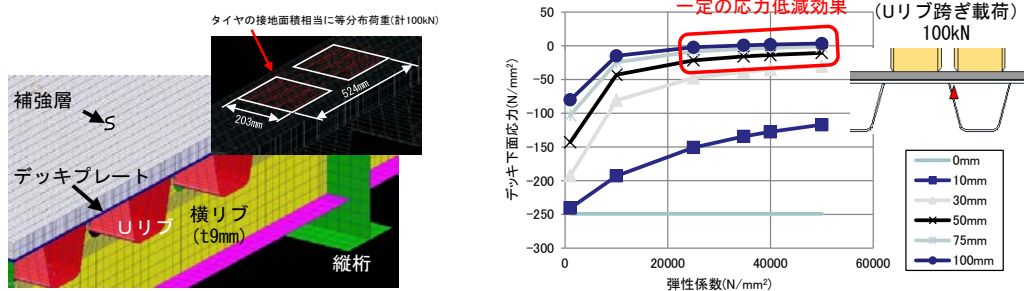 タイヤの接地面積相当に等分布荷重(計100kN)
524mm
203mm
補強層
デッキプレート
Uリブ
横リブ
(t9mm)
縦桁
一定の応力低減効果
(Uリブ跨ぎ載荷)
100kN
デッキ下面応力(N/mm²)
50
0
−50
−100
−150
−200
−250
−300
0
20000
40000
60000
弾性係数(N/mm²)
0mm
10mm
30mm
50mm
75mm
100mm